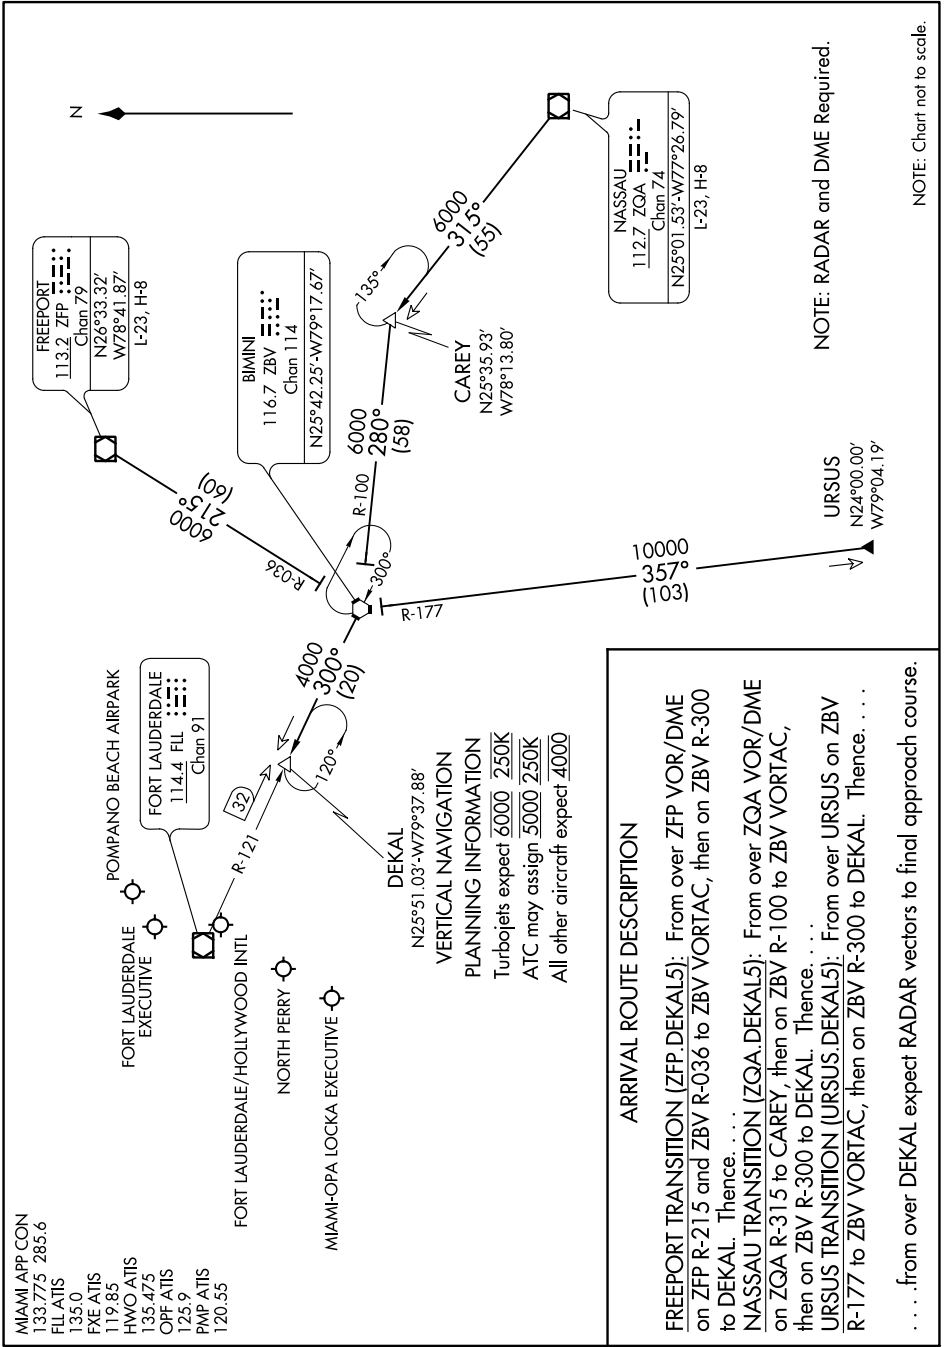 MIAMI APP CON
133.775 285.6
FLL ATIS
135.0
FXE ATIS
119.85
HWO ATIS
135.475
OPF ATIS
125.9
PMP ATIS
120.55
FORT LAUDERDALE
EXECUTIVE
POMPANO BEACH AIRPARK
FORT LAUDERDALE/HOLLYWOOD INTL
NORTH PERRY
MIAMI-OPA LOCKA EXECUTIVE
FORT LAUDERDALE
114.4 FLL
Chan 91
R-121
32
120°
DEKAL
N25°51.03'-W79°37.88'
VERTICAL NAVIGATION
PLANNING INFORMATION
Turbojets expect 6000 250K
ATC may assign 5000 250K
All other aircraft expect 4000
4000
300°
(20)
FREEPORT
113.2 ZFP
Chan 79
N26°33.32'
W78°41.87'
L-23, H-8
6000
215°
(60)
R-036
BIMINI
116.7 ZBV
Chan 114
N25°42.25'-W79°17.67'
300°
R-100
6000
280°
(58)
R-177
10000
357°
(103)
URSUS
N24°00.00'
W79°04.19'
CAREY
N25°35.93'
W78°13.80'
135°
6000
315°
(55)
NASSAU
112.7 ZQA
Chan 74
N25°01.53'-W77°26.79'
L-23, H-8
N
NOTE: RADAR and DME Required.
NOTE: Chart not to scale.
ARRIVAL ROUTE DESCRIPTION
FREEPORT TRANSITION (ZFP.DEKAL5): From over ZFP VOR/DME
on ZFP R-215 and ZBV R-036 to ZBV VORTAC, then on ZBV R-300
to DEKAL. Thence. . . .
NASSAU TRANSITION (ZQA.DEKAL5): From over ZQA VOR/DME
on ZQA R-315 to CAREY, then on ZBV R-100 to ZBV VORTAC,
then on ZBV R-300 to DEKAL. Thence. . . .
URSUS TRANSITION (URSUS.DEKAL5): From over URSUS on ZBV
R-177 to ZBV VORTAC, then on ZBV R-300 to DEKAL. Thence. . . .
. . . .from over DEKAL expect RADAR vectors to final approach course.